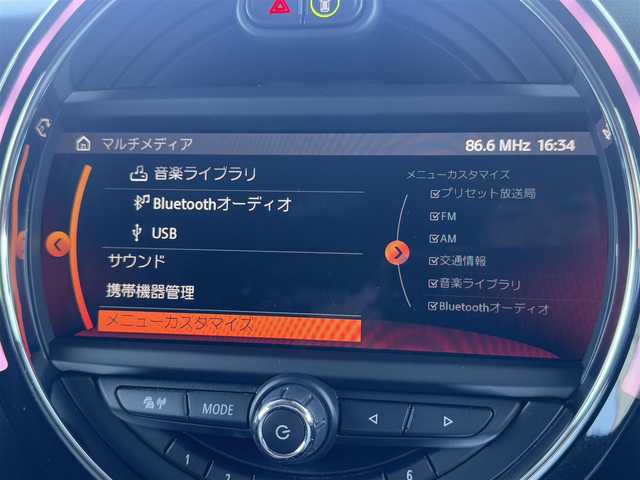 マルチメディア 86.6 MHz 16:34
音楽ライブラリ
Bluetoothオーディオ
USB
サウンド
携帯機器管理
メニューカスタマイズ
メニューカスタマイズ
プリセット放送局
FM
AM
交通情報
音楽ライブラリ
Bluetoothオーディオ
MODE
1
2
6